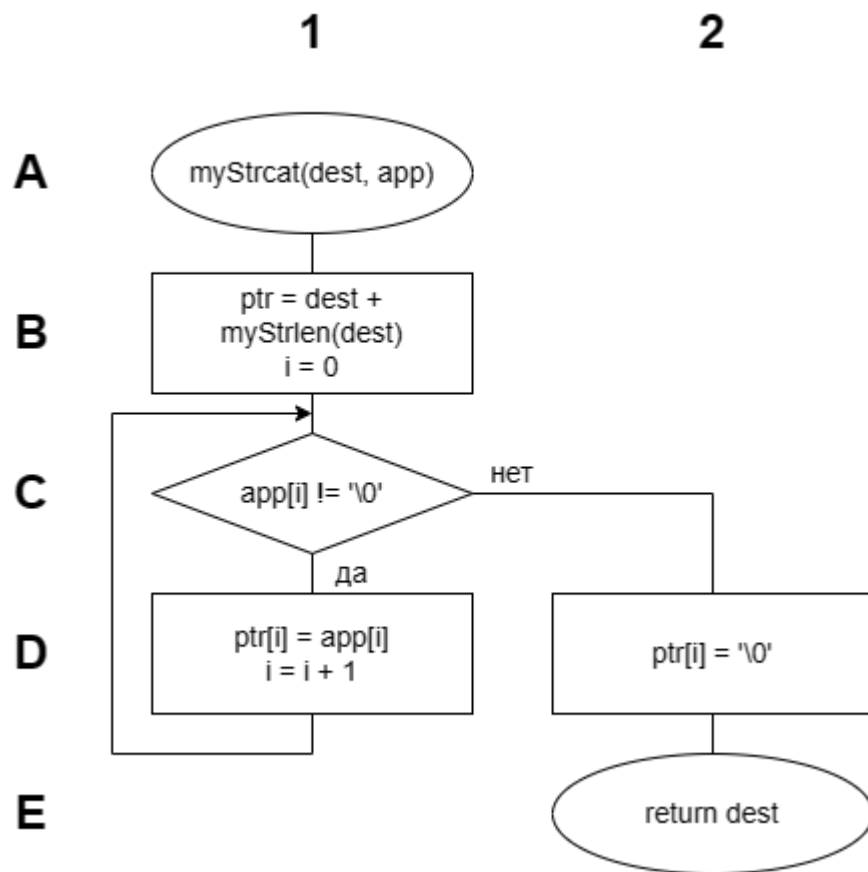 1
2
A
myStrcat(dest, app)
B
ptr = dest +
myStrlen(dest)
i = 0
C
app[i] != '\0'
нет
да
D
ptr[i] = app[i]
i = i + 1
ptr[i] = '\0'
E
return dest